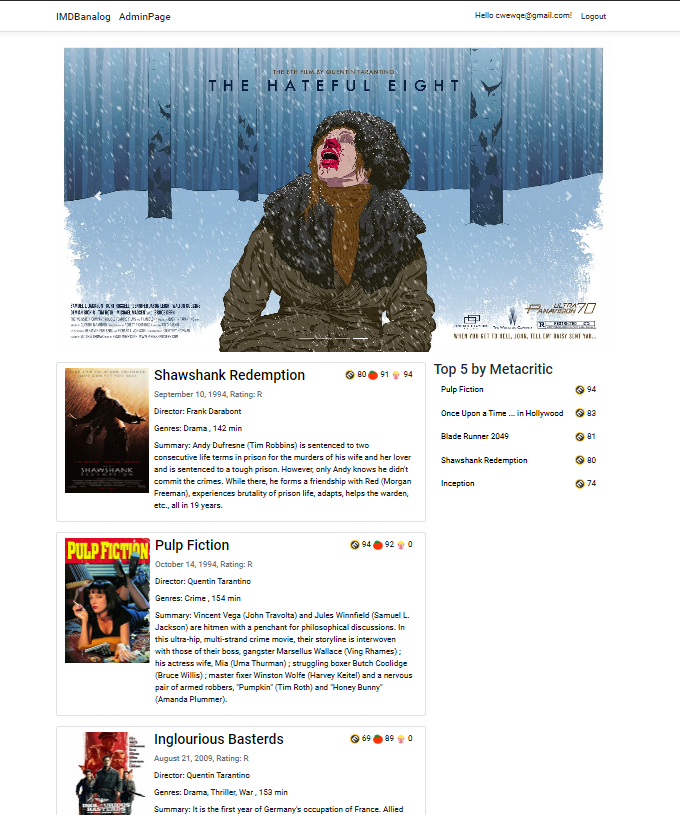 IMDBanalog AdminPage Hello cwewqe@gmail.com! Logout
THE 8TH FILM BY QUENTIN TARANTINO
THE HATEFUL EIGHT
ULTRA
PANAVISION 70
WHEN YOU GET TO HELL, JOHN, TELL EM' DAISY SENT YOU...
Shawshank Redemption 80 91 94
September 10, 1994, Rating: R
Director: Frank Darabont
Genres: Drama , 142 min
Summary: Andy Dufresne (Tim Robbins) is sentenced to two
consecutive life terms in prison for the murders of his wife and her lover
and is sentenced to a tough prison. However, only Andy knows he didn't
commit the crimes. While there, he forms a friendship with Red (Morgan
Freeman), experiences brutality of prison life, adapts, helps the warden,
etc., all in 19 years.
SHAWSHANK
Top 5 by Metacritic
Pulp Fiction 94
Once Upon a Time ... in Hollywood 83
Blade Runner 2049 81
Shawshank Redemption 80
Inception 74
PULP FICTION
Pulp Fiction 94 92 0
October 14, 1994, Rating: R
Director: Quentin Tarantino
Genres: Crime , 154 min
Summary: Vincent Vega (John Travolta) and Jules Winnfield (Samuel L.
Jackson) are hitmen with a penchant for philosophical discussions. In
this ultra-hip, multi-strand crime movie, their storyline is interwoven
with those of their boss, gangster Marsellus Wallace (Ving Rhames) ;
his actress wife, Mia (Uma Thurman) ; struggling boxer Butch Coolidge
(Bruce Willis) ; master fixer Winston Wolfe (Harvey Keitel) and a nervous
pair of armed robbers, "Pumpkin" (Tim Roth) and "Honey Bunny"
(Amanda Plummer).
INGLOURIOUS
BASTERDS
Inglourious Basterds 69 89 0
August 21, 2009, Rating: R
Director: Quentin Tarantino
Genres: Drama, Thriller, War , 153 min
Summary: It is the first year of Germany's occupation of France. Allied